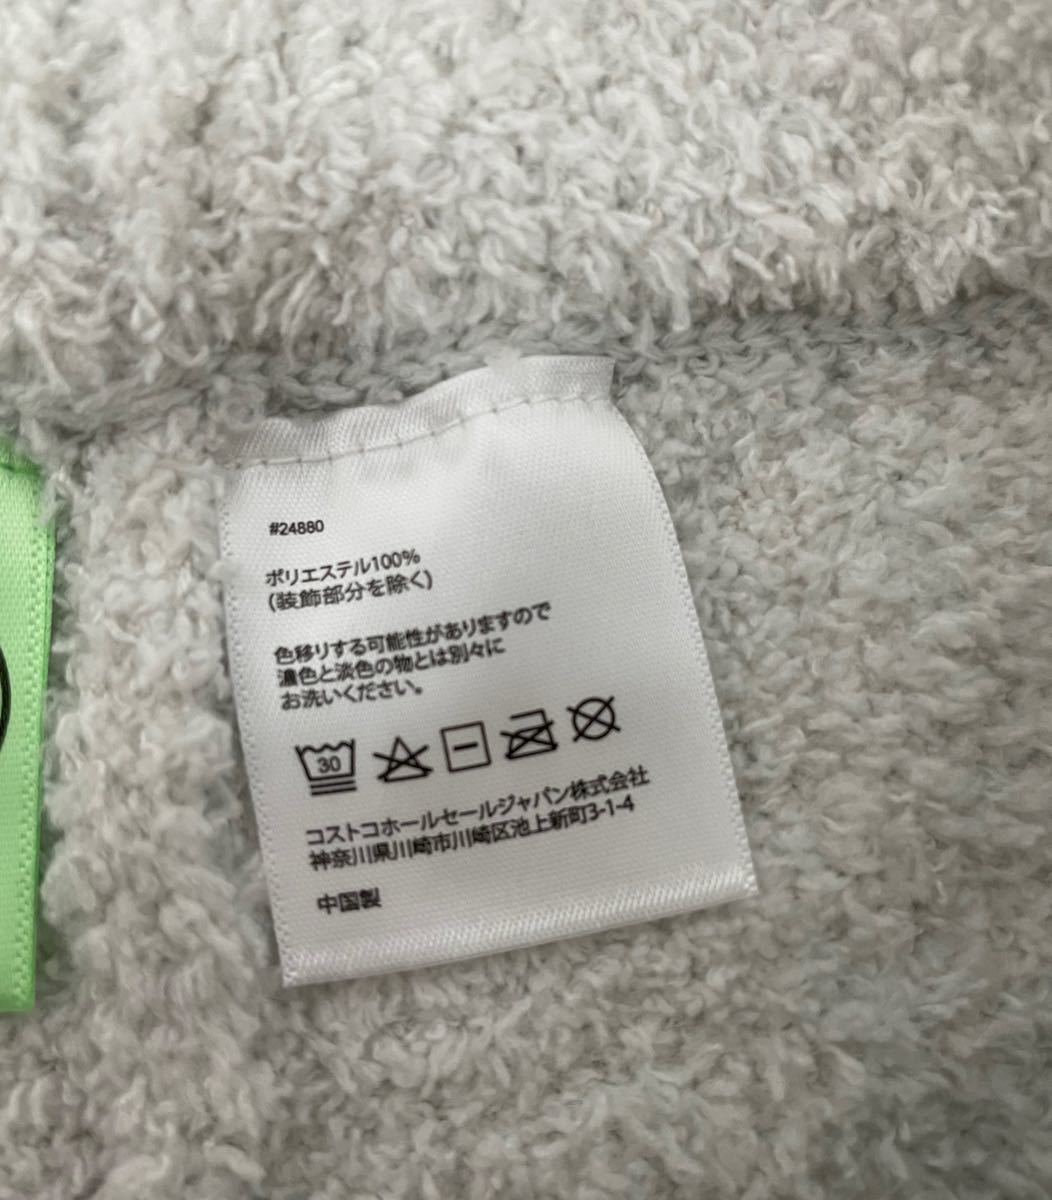 #24880
ポリエステル100%
(装飾部分を除く)
色移りする可能性がありますので
濃色と淡色の物とは別々に
お洗いください。
30
コストコホールセールジャパン株式会社
神奈川県川崎市川崎区池上新町3-1-4
中国製